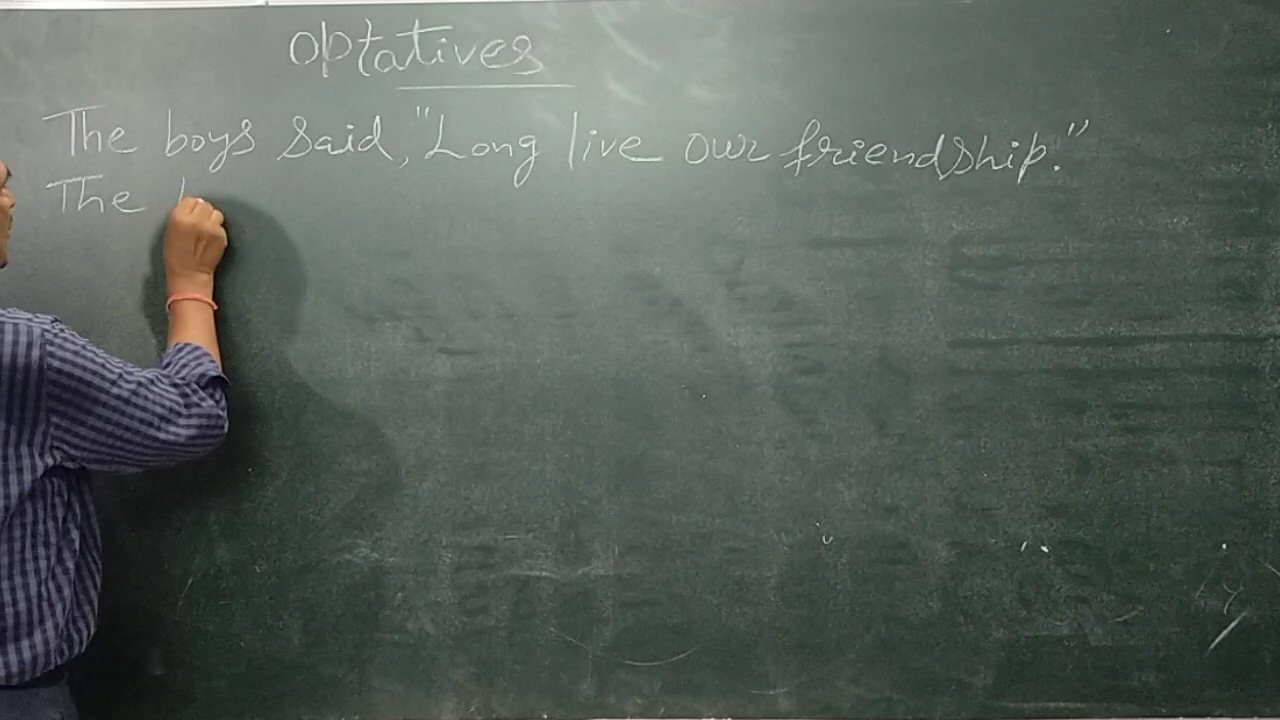 Optatives
The boys said, "Long live our friendship."
The b